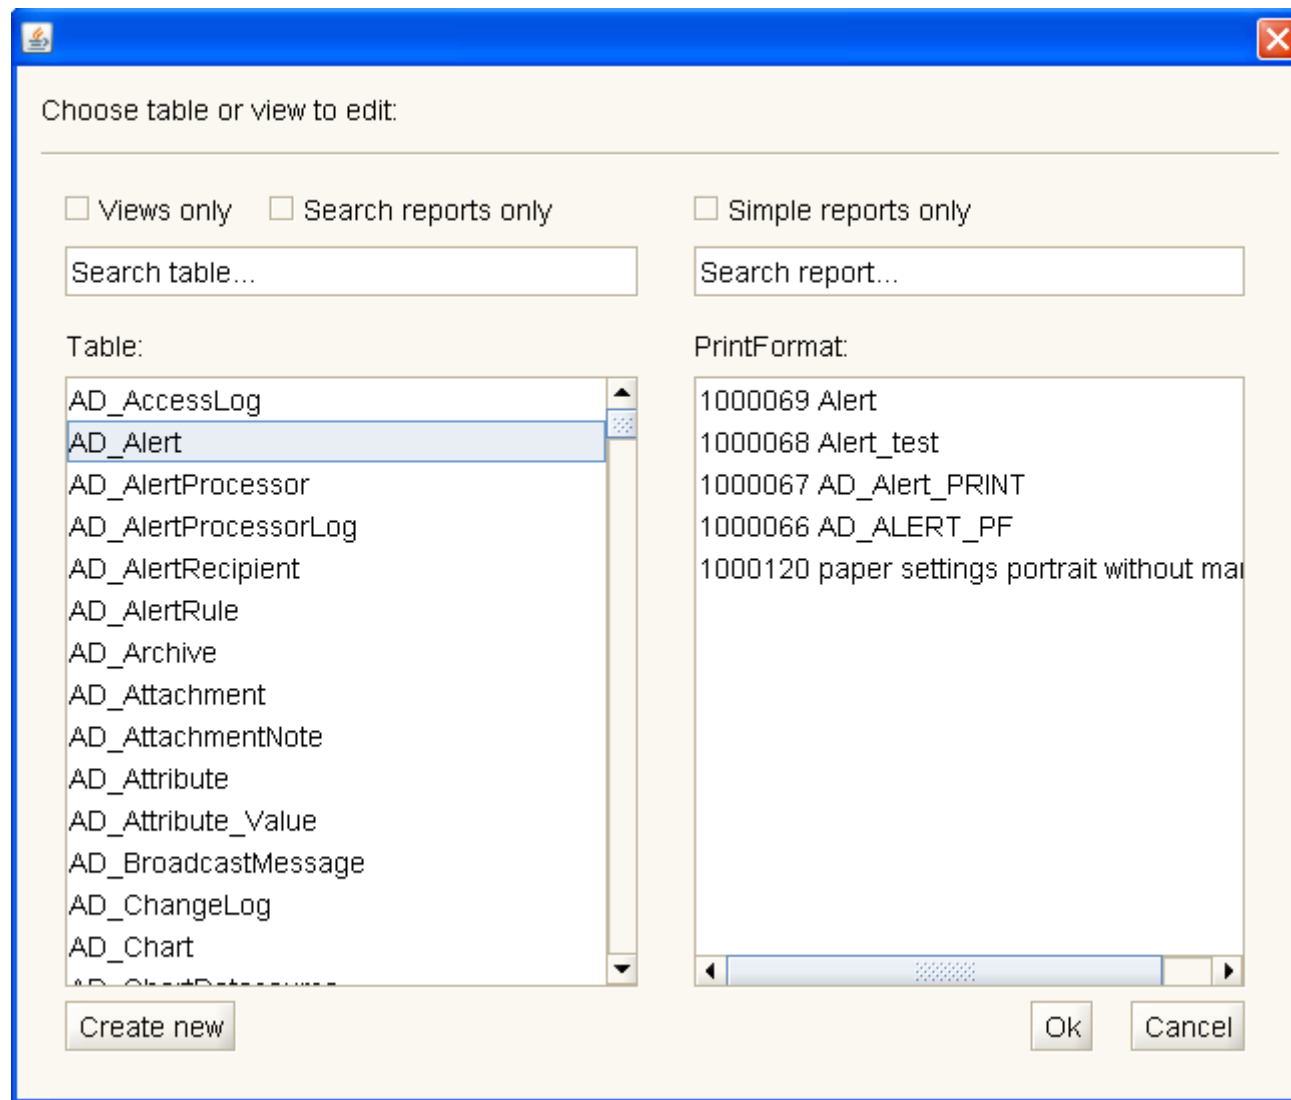 Choose table or view to edit:
Views only
Search reports only
Simple reports only
Search table...
Search report...
Table:
PrintFormat:
AD_AccessLog
AD_Alert
AD_AlertProcessor
AD_AlertProcessorLog
AD_AlertRecipient
AD_AlertRule
AD_Archive
AD_Attachment
AD_AttachmentNote
AD_Attribute
AD_Attribute_Value
AD_BroadcastMessage
AD_ChangeLog
AD_Chart
1000069 Alert
1000068 Alert_test
1000067 AD_Alert_PRINT
1000066 AD_ALERT_PF
1000120 paper settings portrait without
Create new
Ok
Cancel